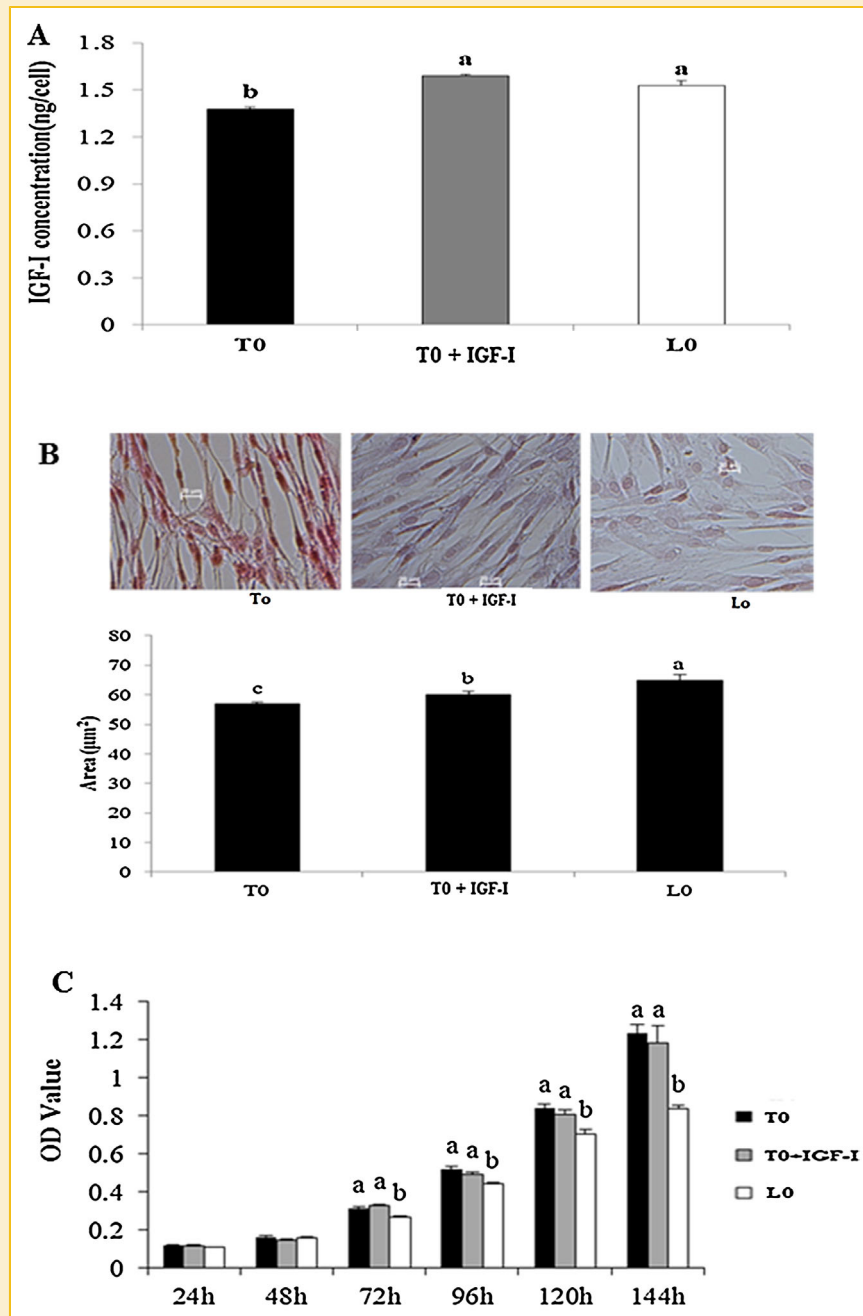 A
IGF-I concentration(ng/cell)
1.8
1.5
1.2
0.9
0.6
0.3
0
b
a
a
T0
T0 + IGF-I
L0
B
To
T0 + IGF-I
Lo
Area (µm²)
80
70
60
50
40
30
20
10
0
c
b
a
T0
T0 + IGF-I
L0
C
OD Value
1.4
1.2
1
0.8
0.6
0.4
0.2
0
a a b
a a b
a a b
a a b
24h 48h 72h 96h 120h 144h
T0
T0+IGF-I
L0